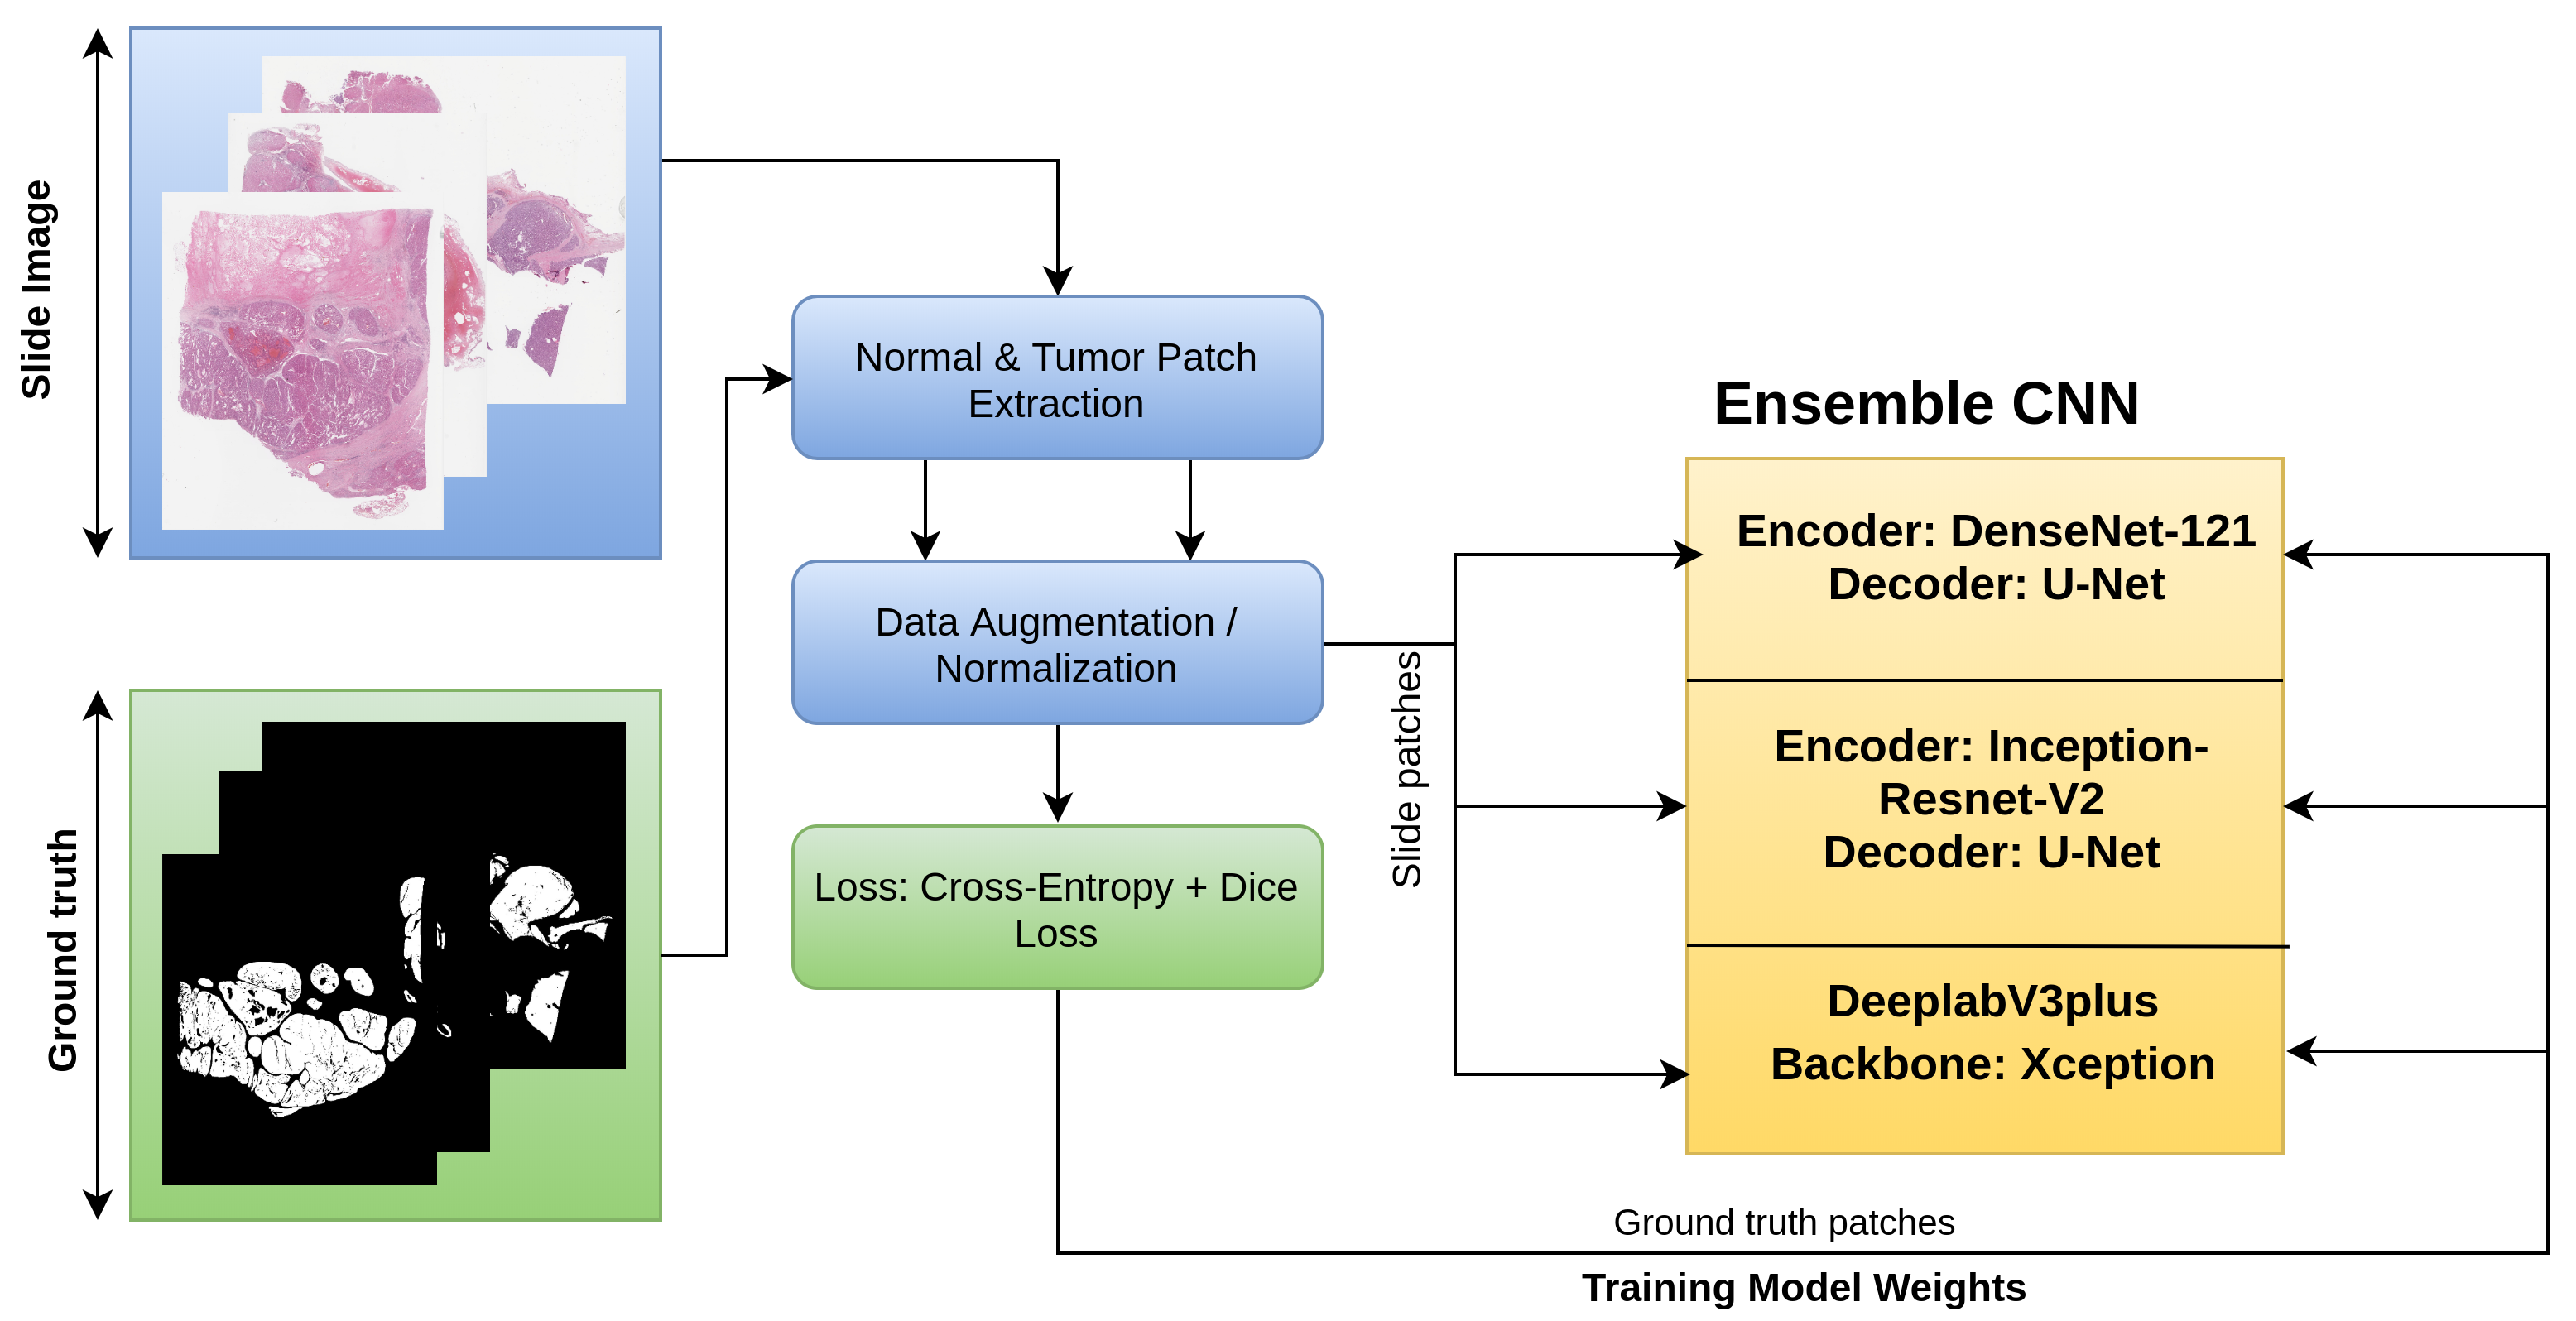 Slide Image
Normal & Tumor Patch
Extraction
Data Augmentation /
Normalization
Loss: Cross-Entropy + Dice
Loss
Ground truth
Slide patches
Ensemble CNN
Encoder: DenseNet-121
Decoder: U-Net
Encoder: Inception-
Resnet-V2
Decoder: U-Net
DeeplabV3plus
Backbone: Xception
Ground truth patches
Training Model Weights